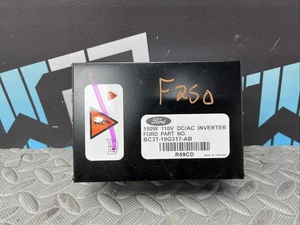 F250
Ford
150W 110V DC/AC INVERTER
FORD PART NO.
BC3T-19G317-AB
R59CD